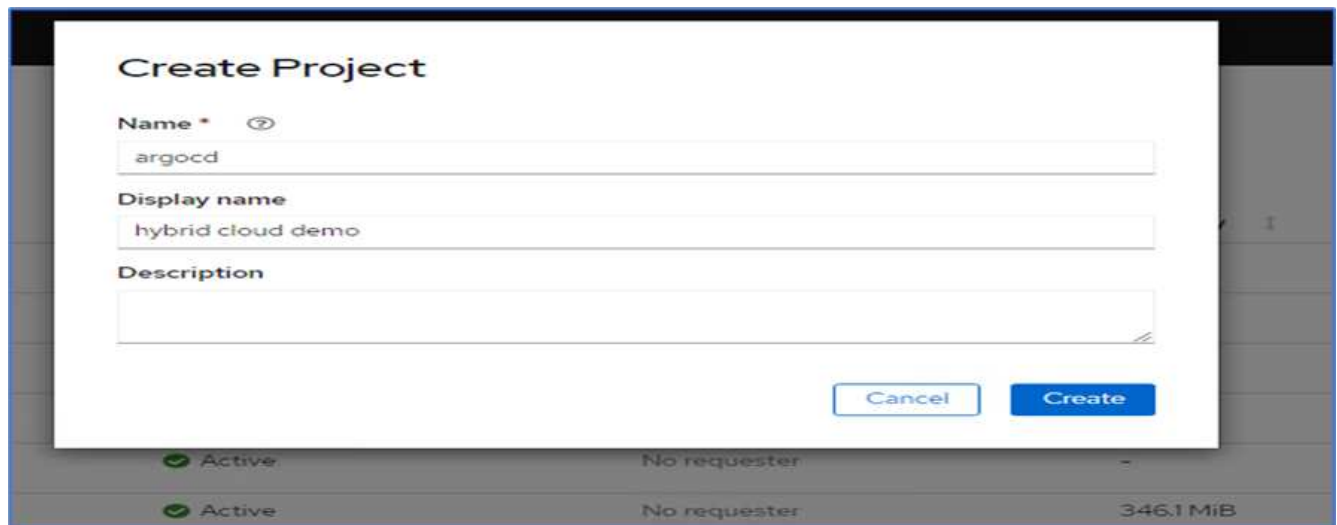 Create Project
Name *
argocd
Display name
hybrid cloud demo
Description
Cancel Create
Active No requester -
Active No requester 346.1 MiB